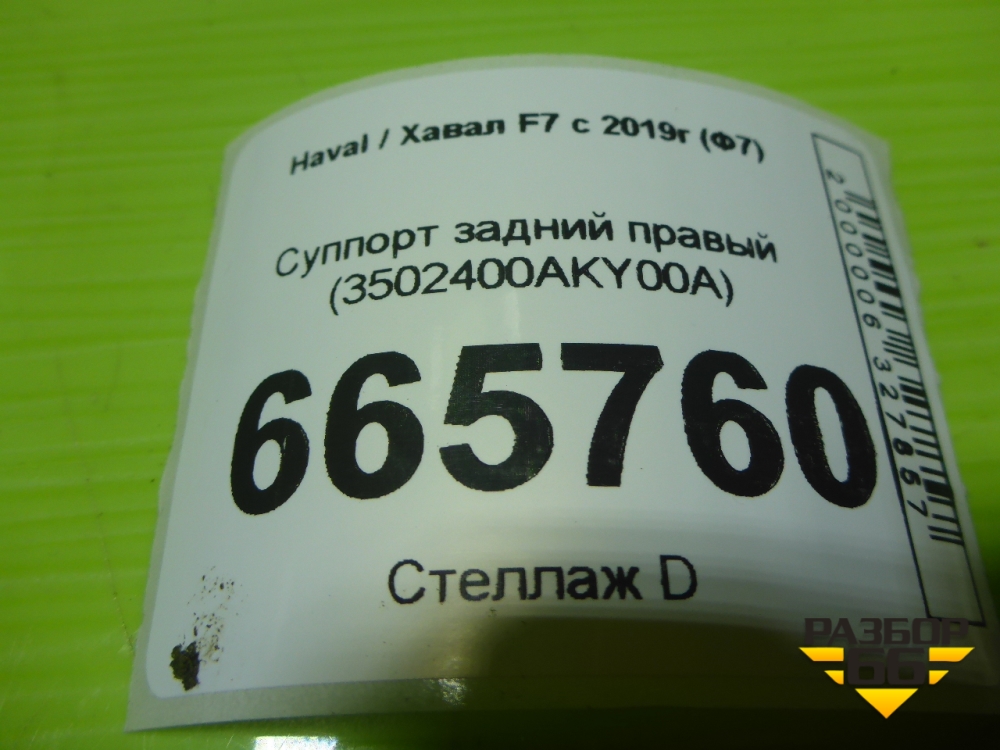 Haval / Хавал F7 с 2019г (Ф7)
Суппорт задний правый
(3502400AKY00A)
665760
Стеллаж D
2000006327867
РАЗБОР
66